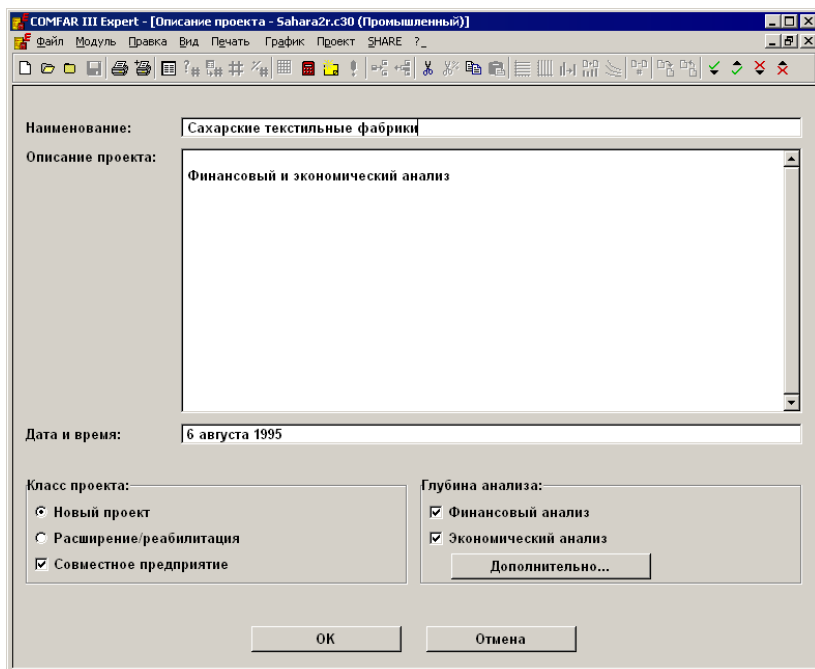 COMFAR III Expert - [Описание проекта - Sahara2r.c30 (Промышленный)]
Файл Модуль Правка Вид Печать График Проект SHARE ?_
Наименование: Сахарские текстильные фабрики
Описание проекта:
Финансовый и экономический анализ
Дата и время: 6 августа 1995
Класс проекта:
Новый проект
Расширение/реабилитация
Совместное предприятие
Глубина анализа:
Финансовый анализ
Экономический анализ
Дополнительно...
OK Отмена